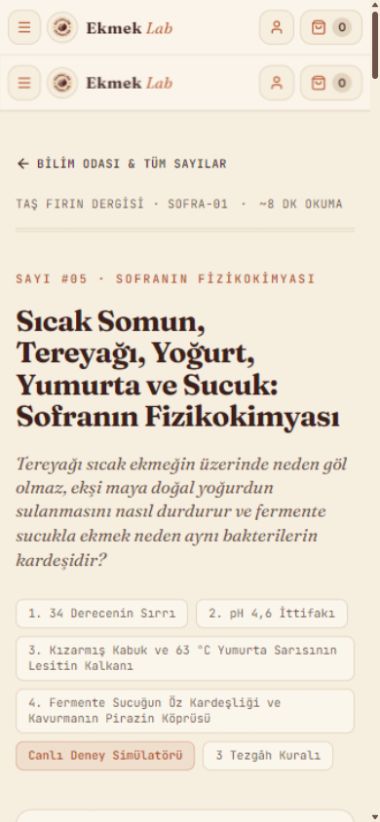 Ekmek Lab
0
Ekmek Lab
0
← BİLİM ODASI & TÜM SAYILAR
TAŞ FIRIN DERGİSİ · SOFRA-01 · ~8 DK OKUMA
SAYI #05 · SOFRANIN FİZİKOKİMYASI
Sıcak Somun,
Tereyağı, Yoğurt,
Yumurta ve Sucuk:
Sofranın Fizikokimyası
Tereyağı sıcak ekmeğin üzerinde neden göl
olmaz, ekşi maya doğal yoğurdun
sulanmasını nasıl durdurur ve fermente
sucukla ekmek neden aynı bakterilerin
kardeşidir?
1. 34 Derecenin Sırrı
2. pH 4,6 İttifakı
3. Kızarmış Kabuk ve 63 °C Yumurta Sarısının
Lesitin Kalkanı
4. Fermente Sucuğun Öz Kardeşliği ve
Kavurmanın Pirazin Köprüsü
Canlı Deney Simülatörü
3 Tezgâh Kuralı